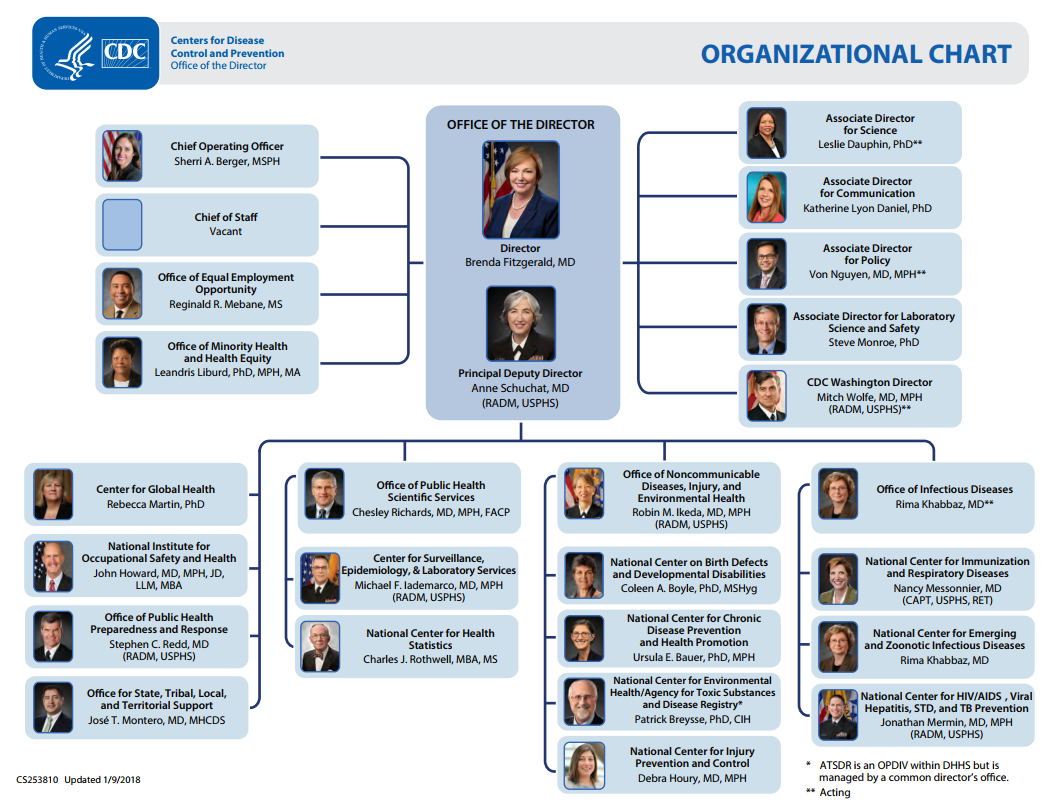 CDC
Centers for Disease
Control and Prevention
Office of the Director
ORGANIZATIONAL CHART
OFFICE OF THE DIRECTOR
Director
Brenda Fitzgerald, MD
Principal Deputy Director
Anne Schuchat, MD
(RADM, USPHS)
Chief Operating Officer
Sherri A. Berger, MSPH
Chief of Staff
Vacant
Office of Equal Employment
Opportunity
Reginald R. Mebane, MS
Office of Minority Health
and Health Equity
Leandris Liburd, PhD, MPH, MA
Associate Director
for Science
Leslie Dauphin, PhD**
Associate Director
for Communication
Katherine Lyon Daniel, PhD
Associate Director
for Policy
Von Nguyen, MD, MPH**
Associate Director for Laboratory
Science and Safety
Steve Monroe, PhD
CDC Washington Director
Mitch Wolfe, MD, MPH
(RADM, USPHS)**
Center for Global Health
Rebecca Martin, PhD
National Institute for
Occupational Safety and Health
John Howard, MD, MPH, JD,
LLM, MBA
Office of Public Health
Preparedness and Response
Stephen C. Redd, MD
(RADM, USPHS)
Office for State, Tribal, Local,
and Territorial Support
José T. Montero, MD, MHCDS
Office of Public Health
Scientific Services
Chesley Richards, MD, MPH, FACP
Center for Surveillance,
Epidemiology, & Laboratory Services
Michael F. Iademarco, MD, MPH
(RADM, USPHS)
National Center for Health
Statistics
Charles J. Rothwell, MBA, MS
Office of Noncommunicable
Diseases, Injury, and
Environmental Health
Robin M. Ikeda, MD, MPH
(RADM, USPHS)
National Center on Birth Defects
and Developmental Disabilities
Coleen A. Boyle, PhD, MSHyg
National Center for Chronic
Disease Prevention
and Health Promotion
Ursula E. Bauer, PhD, MPH
National Center for Environmental
Health/Agency for Toxic Substances
and Disease Registry*
Patrick Breysse, PhD, CIH
National Center for Injury
Prevention and Control
Debra Houry, MD, MPH
Office of Infectious Diseases
Rima Khabbaz, MD**
National Center for Immunization
and Respiratory Diseases
Nancy Messonnier, MD
(CAPT, USPHS, RET)
National Center for Emerging
and Zoonotic Infectious Diseases
Rima Khabbaz, MD
National Center for HIV/AIDS , Viral
Hepatitis, STD, and TB Prevention
Jonathan Mermin, MD, MPH
(RADM, USPHS)
* ATSDR is an OPDIV within DHHS but is
managed by a common director's office.
** Acting
CS253810 Updated 1/9/2018